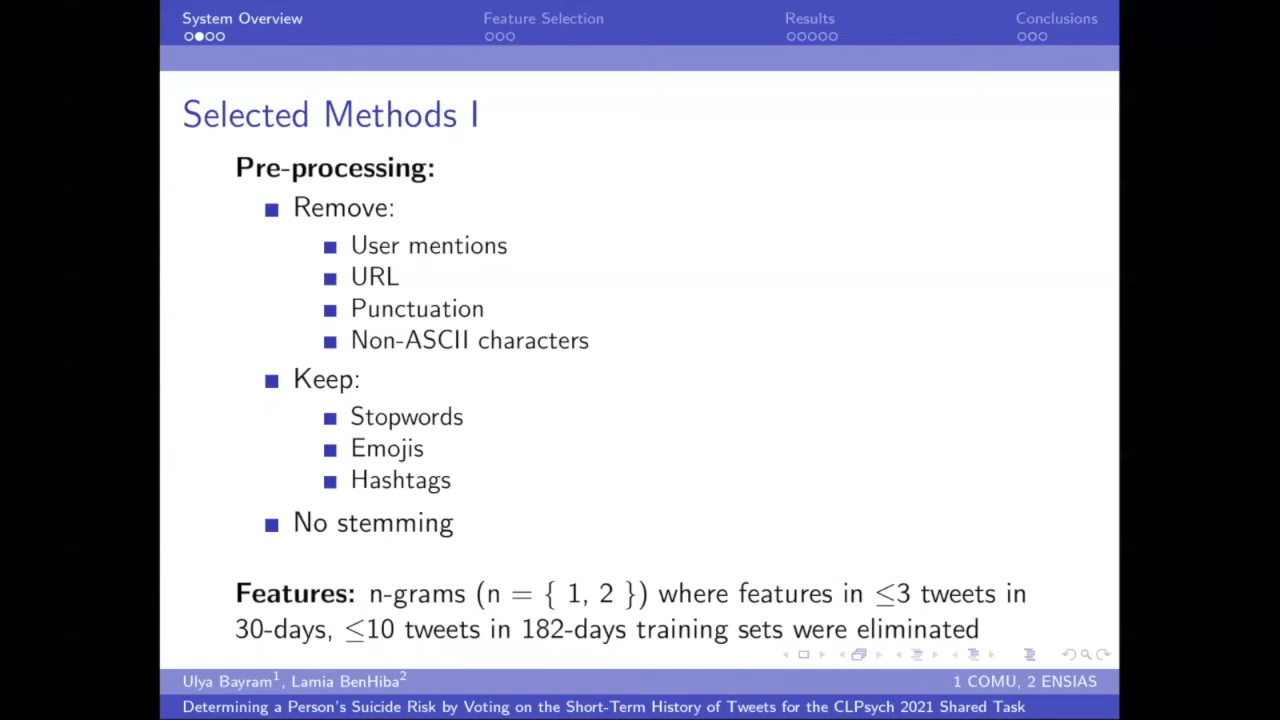 System Overview Feature Selection Results Conclusions
Selected Methods I
Pre-processing:
Remove:
User mentions
URL
Punctuation
Non-ASCII characters
Keep:
Stopwords
Emojis
Hashtags
No stemming
Features: n-grams (n = { 1, 2 }) where features in ≤3 tweets in
30-days, ≤10 tweets in 182-days training sets were eliminated
Ulya Bayram1, Lamia BenHiba2 1 COMU, 2 ENSIAS
Determining a Person's Suicide Risk by Voting on the Short-Term History of Tweets for the CLPsych 2021 Shared Task